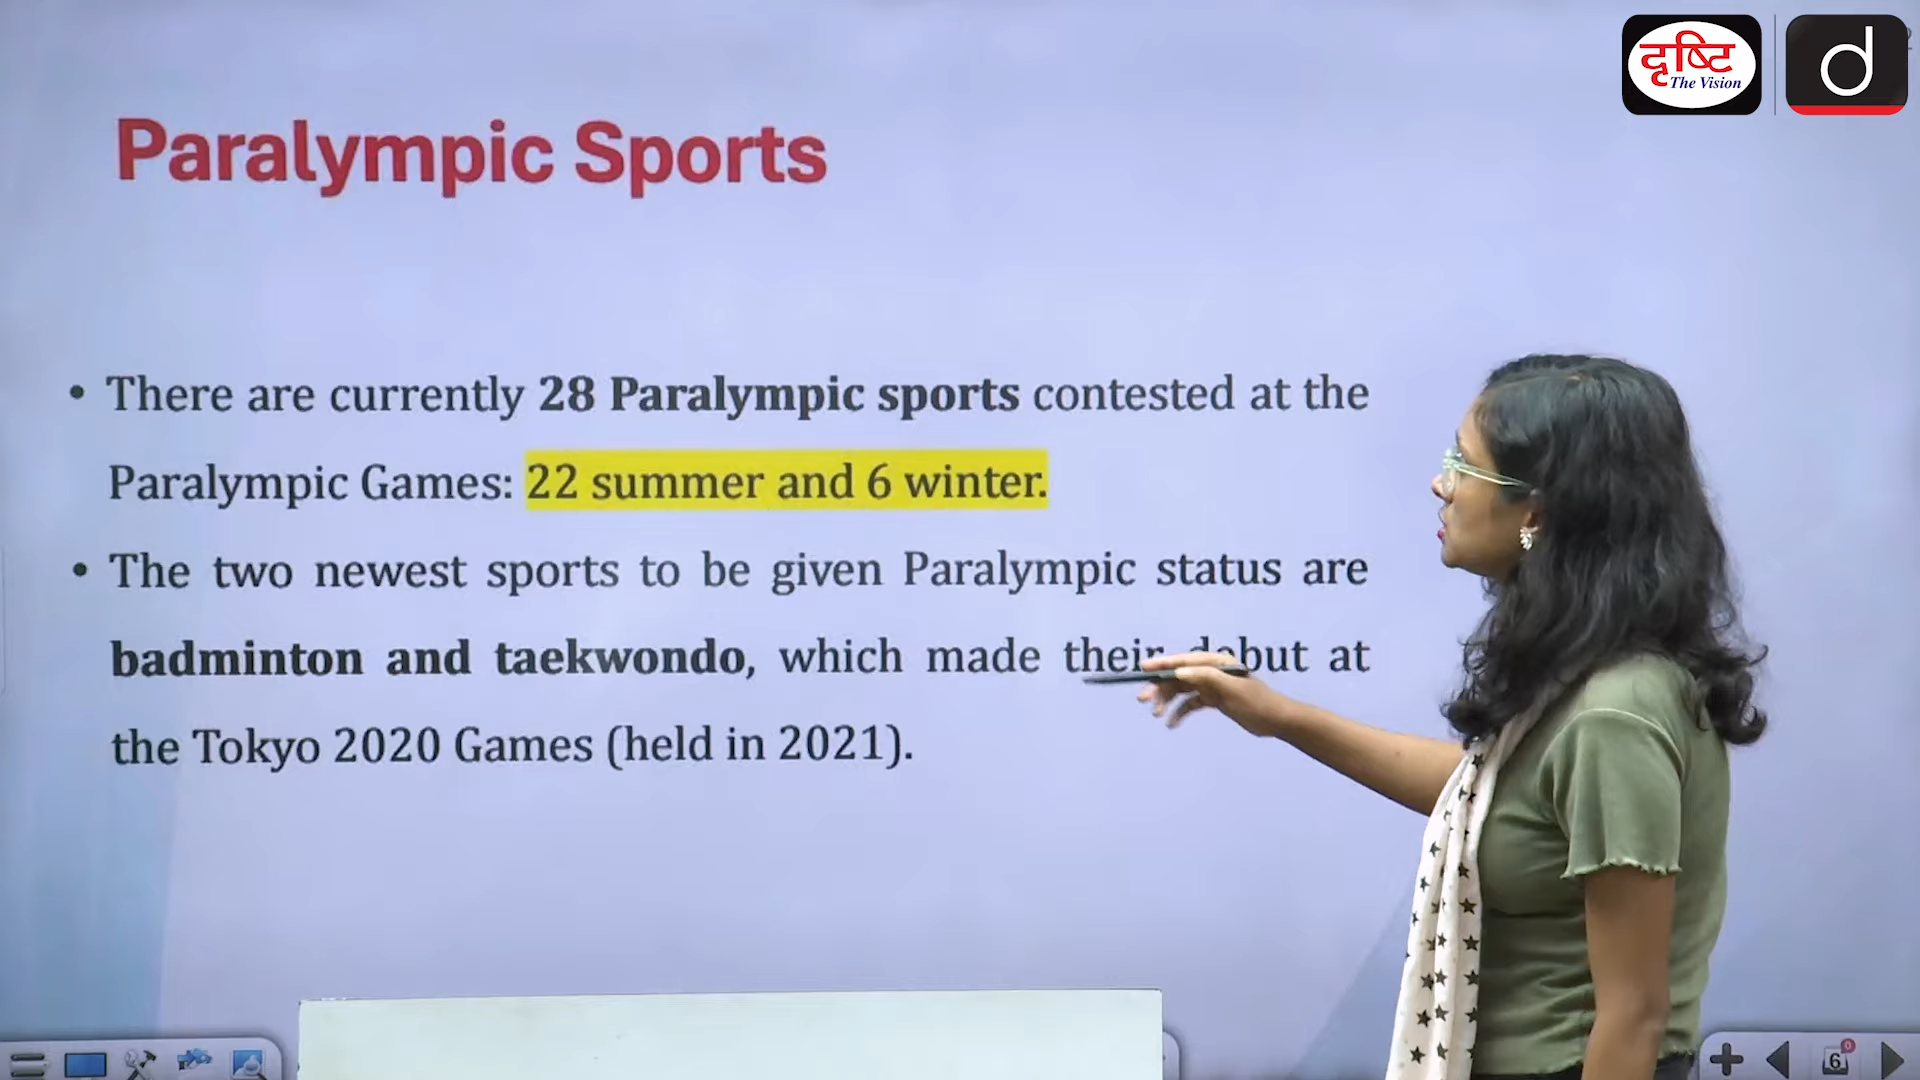 दृष्टि
The Vision
d
Paralympic Sports
• There are currently 28 Paralympic sports contested at the
Paralympic Games: 22 summer and 6 winter.
• The two newest sports to be given Paralympic status are
badminton and taekwondo, which made their debut at
the Tokyo 2020 Games (held in 2021).
6
0